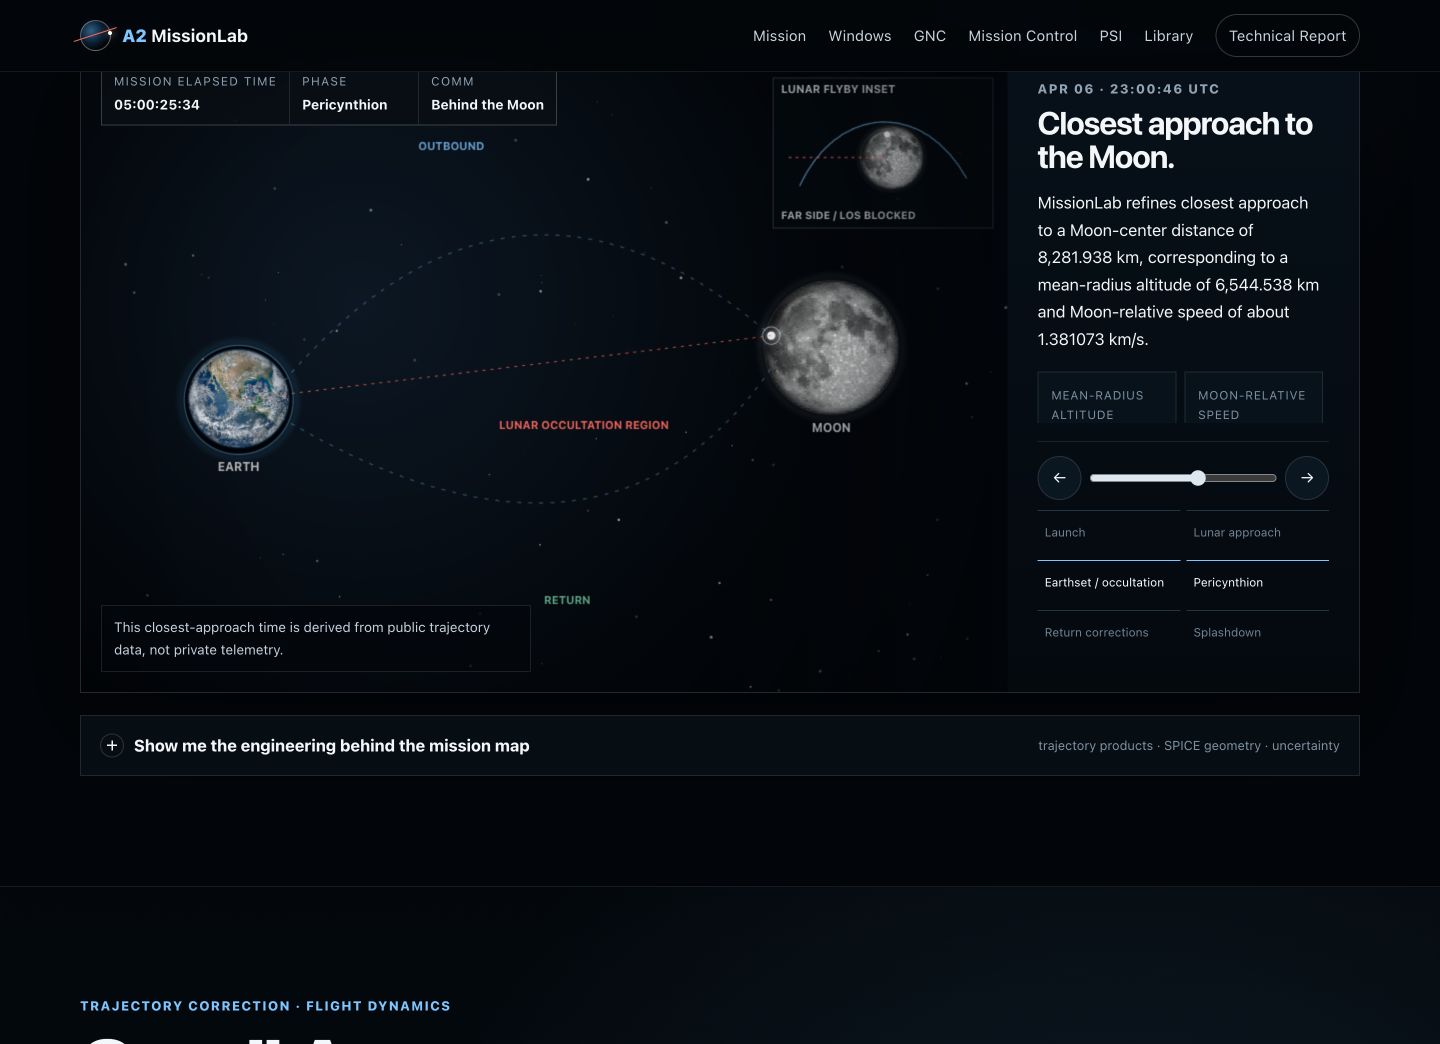 A2 MissionLab
Mission Windows GNC Mission Control PSI Library Technical Report
MISSION ELAPSED TIME PHASE COMM
05:00:25:34 Pericynthion Behind the Moon
OUTBOUND
LUNAR FLYBY INSET
FAR SIDE / LOS BLOCKED
EARTH
LUNAR OCCULTATION REGION
MOON
RETURN
This closest-approach time is derived from public trajectory
data, not private telemetry.
APR 06 · 23:00:46 UTC
Closest approach to
the Moon.
MissionLab refines closest approach
to a Moon-center distance of
8,281.938 km, corresponding to a
mean-radius altitude of 6,544.538 km
and Moon-relative speed of about
1.381073 km/s.
MEAN-RADIUS
ALTITUDE
MOON-RELATIVE
SPEED
← →
Launch Lunar approach
Earthset / occultation Pericynthion
Return corrections Splashdown
+ Show me the engineering behind the mission map
trajectory products · SPICE geometry · uncertainty
TRAJECTORY CORRECTION · FLIGHT DYNAMICS